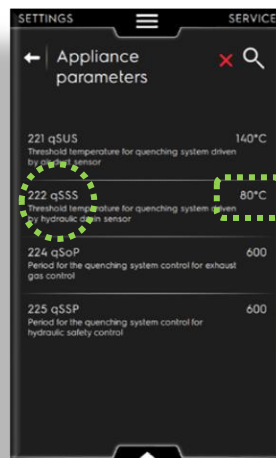 SETTINGS SERVICE
Appliance
parameters
221 qSUS 140°C
Threshold temperature for quenching system driven
by air duct sensor
222 qSSS 80°C
Threshold temperature for quenching system driven
by hydraulic drain sensor
224 qSoP 600
Period for the quenching system control for exhaust
gas control
225 qSSP 600
Period for the quenching system control for
hydraulic safety control